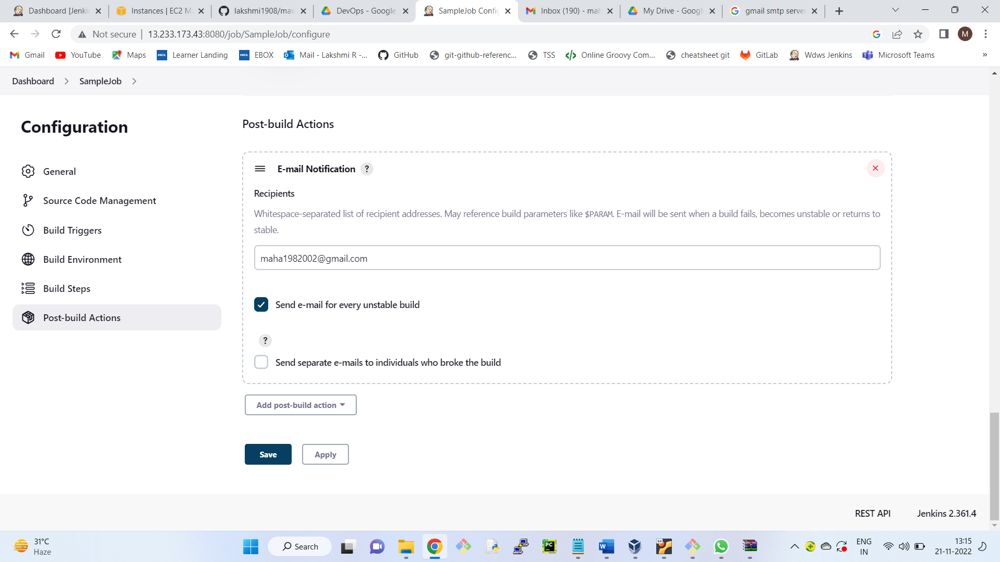 Dashboard [Jenki
Instances | EC2 M
lakshmi1908/mav
DevOps - Google
SampleJob Config
Inbox (190) - mah
My Drive - Google
gmail smtp server
Not secure
13.233.173.43:8080/job/SampleJob/configure
M
Gmail
YouTube
Maps
HCL Learner Landing
HCL EBOX
Mail - Lakshmi R -...
GitHub
git-github-referenc...
TSS
Online Groovy Com...
cheatsheet git
GitLab
Wdws Jenkins
Microsoft Teams
»
Dashboard
SampleJob
Configuration
General
Source Code Management
Build Triggers
Build Environment
Build Steps
Post-build Actions
Post-build Actions
E-mail Notification ?
Recipients
Whitespace-separated list of recipient addresses. May reference build parameters like $PARAM. E-mail will be sent when a build fails, becomes unstable or returns to
stable.
maha1982002@gmail.com
Send e-mail for every unstable build
?
Send separate e-mails to individuals who broke the build
Add post-build action
Save
Apply
REST API
Jenkins 2.361.4
31°C
Haze
Search
PC
W
64
ENG
IN
13:15
21-11-2022